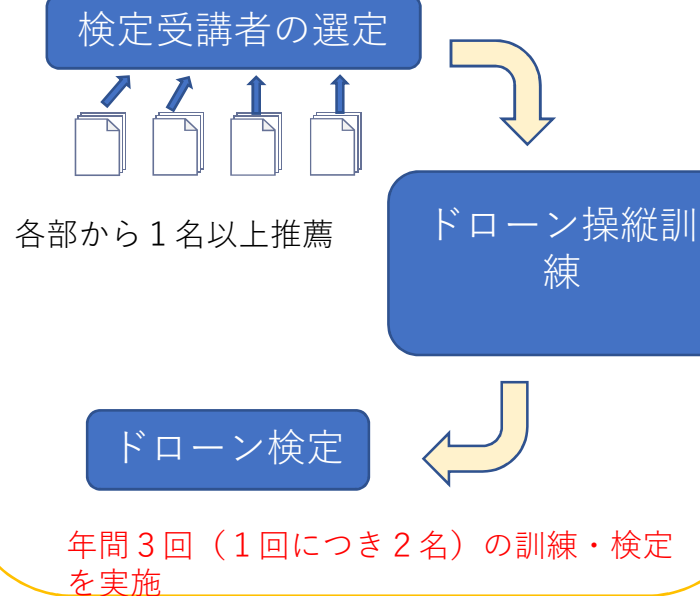 検定受講者の選定
各部から１名以上推薦
ドローン操縦訓
練
ドローン検定
年間３回（１回につき２名）の訓練・検定
を実施